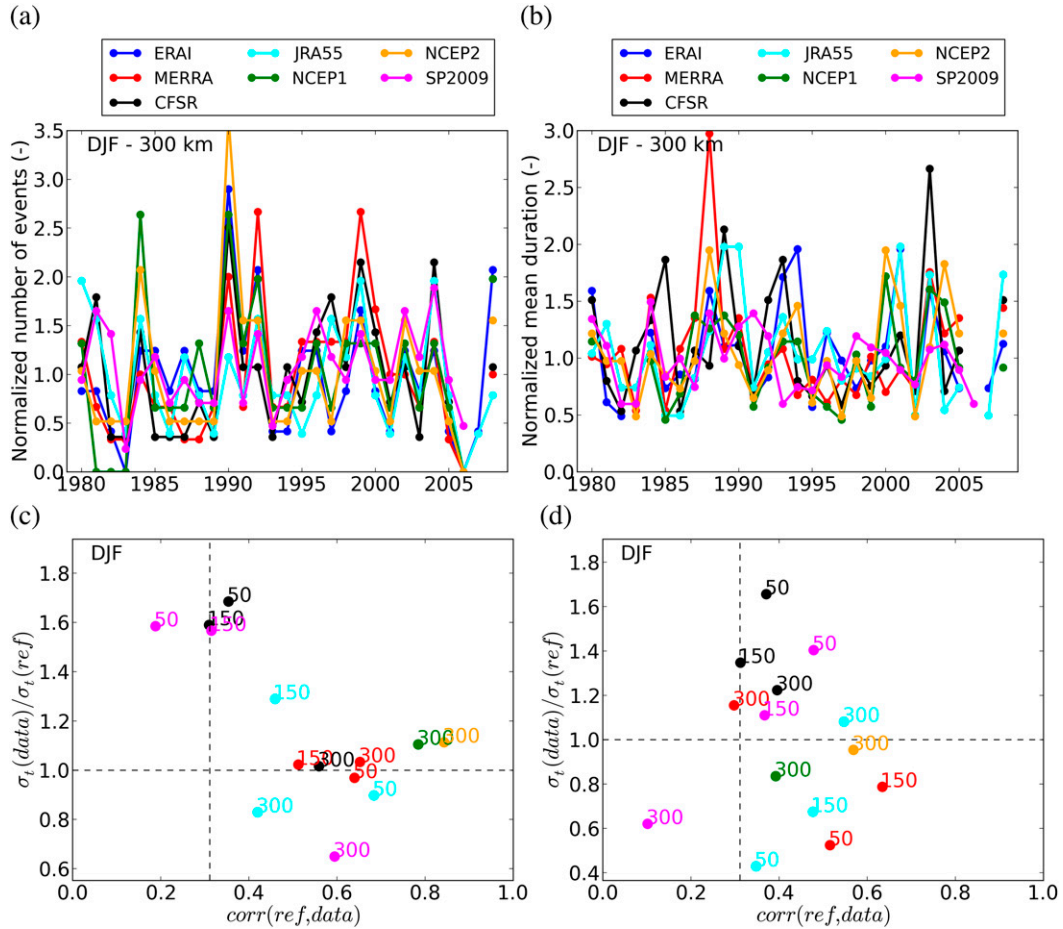 (a)
(b)
ERAI JRA55 NCEP2
MERRA NCEP1 SP2009
CFSR
ERAI JRA55 NCEP2
MERRA NCEP1 SP2009
CFSR
DJF - 300 km
Normalized number of events (-)
3.5
3.0
2.5
2.0
1.5
1.0
0.5
0.0
1980 1985 1990 1995 2000 2005
DJF - 300 km
Normalized mean duration (-)
3.0
2.5
2.0
1.5
1.0
0.5
0.0
1980 1985 1990 1995 2000 2005
(c)
(d)
DJF
σt(data)/σt(ref)
1.8
1.6
1.4
1.2
1.0
0.8
0.6
50
150
50
150
150
300
300
150
300
300
50
50
300
300
0.0 0.2 0.4 0.6 0.8 1.0
corr(ref,data)
DJF
σt(data)/σt(ref)
1.8
1.6
1.4
1.2
1.0
0.8
0.6
0.4
50
50
150
300
300
150
300
300
300
150
150
300
50
50
0.0 0.2 0.4 0.6 0.8 1.0
corr(ref,data)